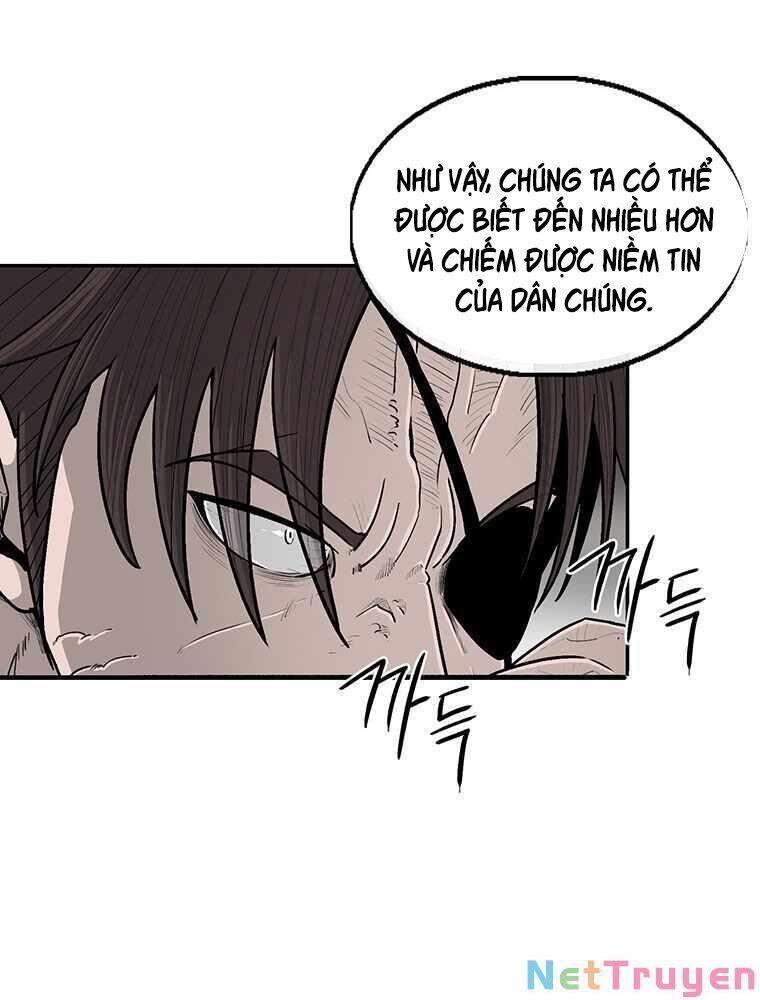 NHƯ VẬY, CHÚNG TA CÓ THỂ
ĐƯỢC BIẾT ĐẾN NHIỀU HƠN
VÀ CHIẾM ĐƯỢC NIỀM TIN
CỦA DÂN CHÚNG.
까득
까득
NetTruyen